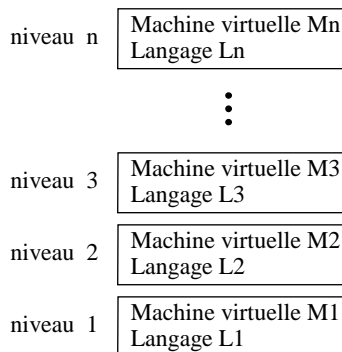 niveau n
Machine virtuelle Mn
Langage Ln
niveau 3
Machine virtuelle M3
Langage L3
niveau 2
Machine virtuelle M2
Langage L2
niveau 1
Machine virtuelle M1
Langage L1